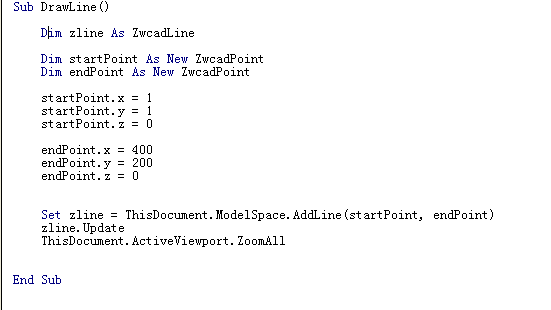 Sub DrawLine()
Dim zline As ZwcadLine
Dim startPoint As New ZwcadPoint
Dim endPoint As New ZwcadPoint
startPoint.x = 1
startPoint.y = 1
startPoint.z = 0
endPoint.x = 400
endPoint.y = 200
endPoint.z = 0
Set zline = ThisDocument.ModelSpace.AddLine(startPoint, endPoint)
zline.Update
ThisDocument.ActiveViewport.ZoomAll
End Sub